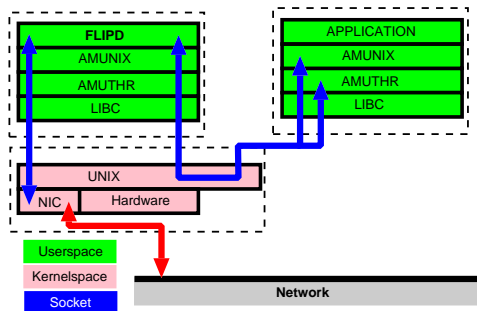 FLIPD
AMUNIX
AMUTHR
LIBC
APPLICATION
AMUNIX
AMUTHR
LIBC
UNIX
NIC
Hardware
Userspace
Kernelspace
Socket
Network